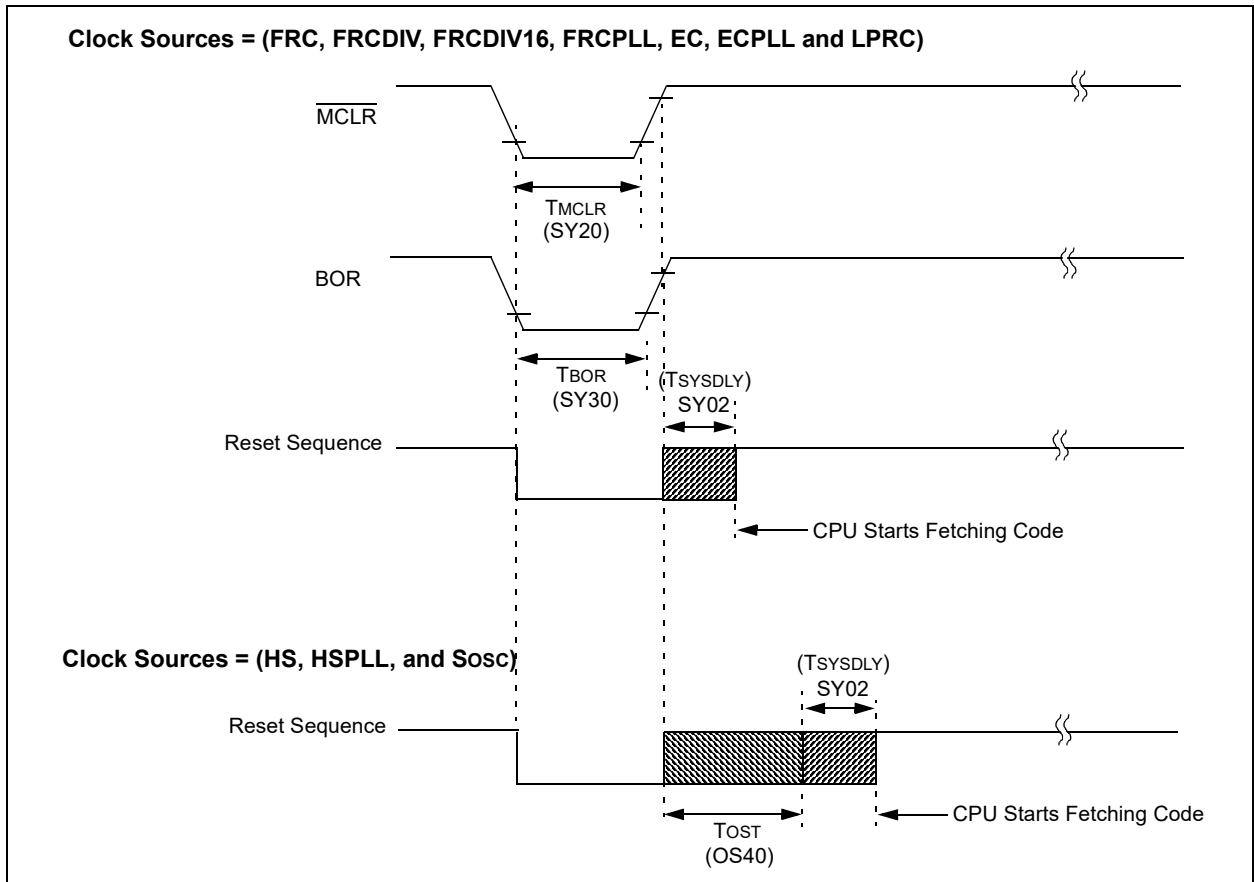 Clock Sources = (FRC, FRCDIV, FRCDIV16, FRCPLL, EC, ECPLL and LPRC)
MCLR
TMCLR
(SY20)
BOR
TBOR
(SY30)
(TSYSDLY)
SY02
Reset Sequence
CPU Starts Fetching Code
Clock Sources = (HS, HSPLL, and SOSC)
(TSYSDLY)
SY02
Reset Sequence
CPU Starts Fetching Code
TOST
(OS40)